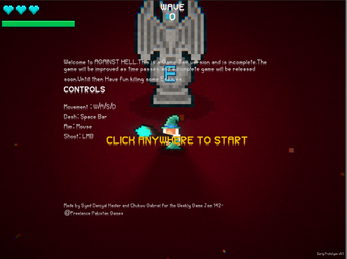 WAVE
0
Welcome to AGAINST HELL.This is a version and is incomplete.The
game will be improved as time passes complete game will be released
soon.Until then Have fun killing some
CONTROLS
Movement : W/A/S/D
Dash: Space Bar
Aim: Mouse
Shoot: LMB
CLICK ANYWHERE TO START
Made by Syed Danyal Haider and Chukwu Gabriel for the Weekly Game Jam 142-
@Freelance Pakistan Games